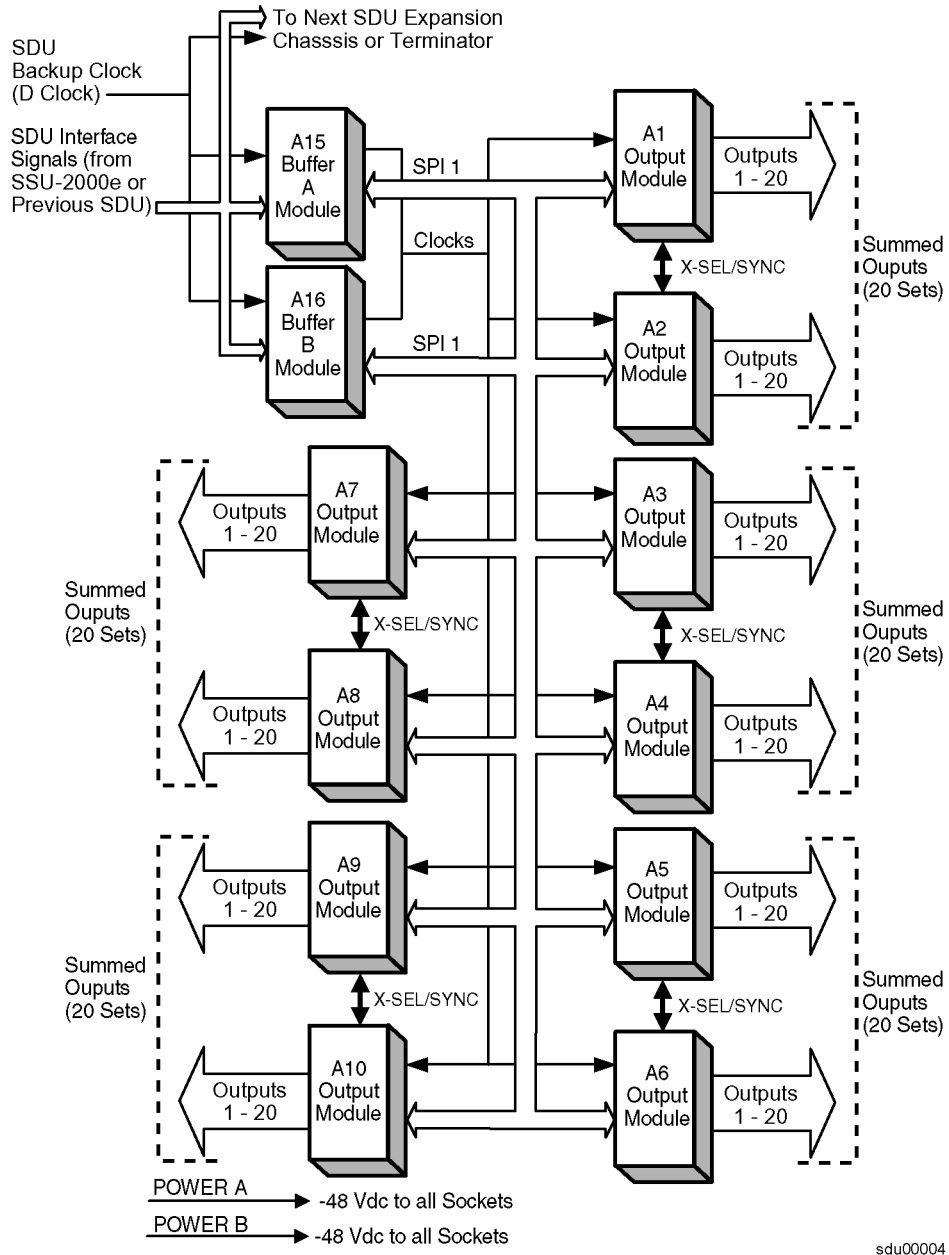 To Next SDU Expansion
Chasssis or Terminator
SDU
Backup Clock
(D Clock)
SDU Interface
Signals (from
SSU-2000e or
Previous SDU)
A15
Buffer
A
Module
SPI 1
Clocks
A16
Buffer
B
Module
SPI 1
A1
Output
Module
Outputs
1 - 20
X-SEL/SYNC
Summed
Ouputs
(20 Sets)
A2
Output
Module
Outputs
1 - 20
A7
Output
Module
Outputs
1 - 20
X-SEL/SYNC
Summed
Ouputs
(20 Sets)
A8
Output
Module
Outputs
1 - 20
A3
Output
Module
Outputs
1 - 20
X-SEL/SYNC
Summed
Ouputs
(20 Sets)
A4
Output
Module
Outputs
1 - 20
A9
Output
Module
Outputs
1 - 20
X-SEL/SYNC
Summed
Ouputs
(20 Sets)
A10
Output
Module
Outputs
1 - 20
A5
Output
Module
Outputs
1 - 20
X-SEL/SYNC
Summed
Ouputs
(20 Sets)
A6
Output
Module
Outputs
1 - 20
POWER A
-48 Vdc to all Sockets
POWER B
-48 Vdc to all Sockets
sdu00004